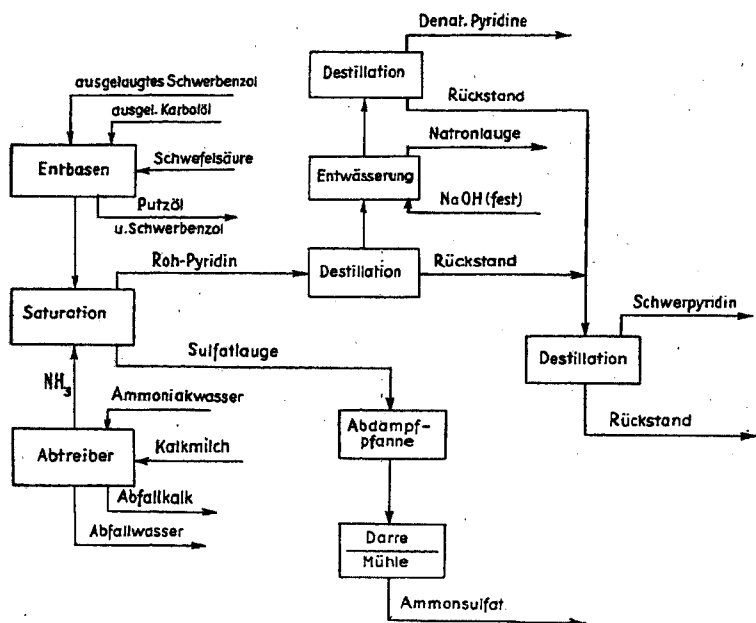 Denat. Pyridine
Destillation
ausgelaugtes Schwerbenzol
Rückstand
ausgel. Karbolöl
Natronlauge
Entbasen
Schwefelsäure
Entwässerung
Putzöl
u. Schwerbenzol
NaOH (fest)
Roh-Pyridin
Destillation
Rückstand
Saturation
Schwerpyridin
Sulfatlauge
Destillation
NH3
Ammoniakwasser
Rückstand
Abdampf-
pfanne
Abtreiber
Kalkmilch
Abfallkalk
Abfallwasser
Darre
Mühle
Ammonsulfat